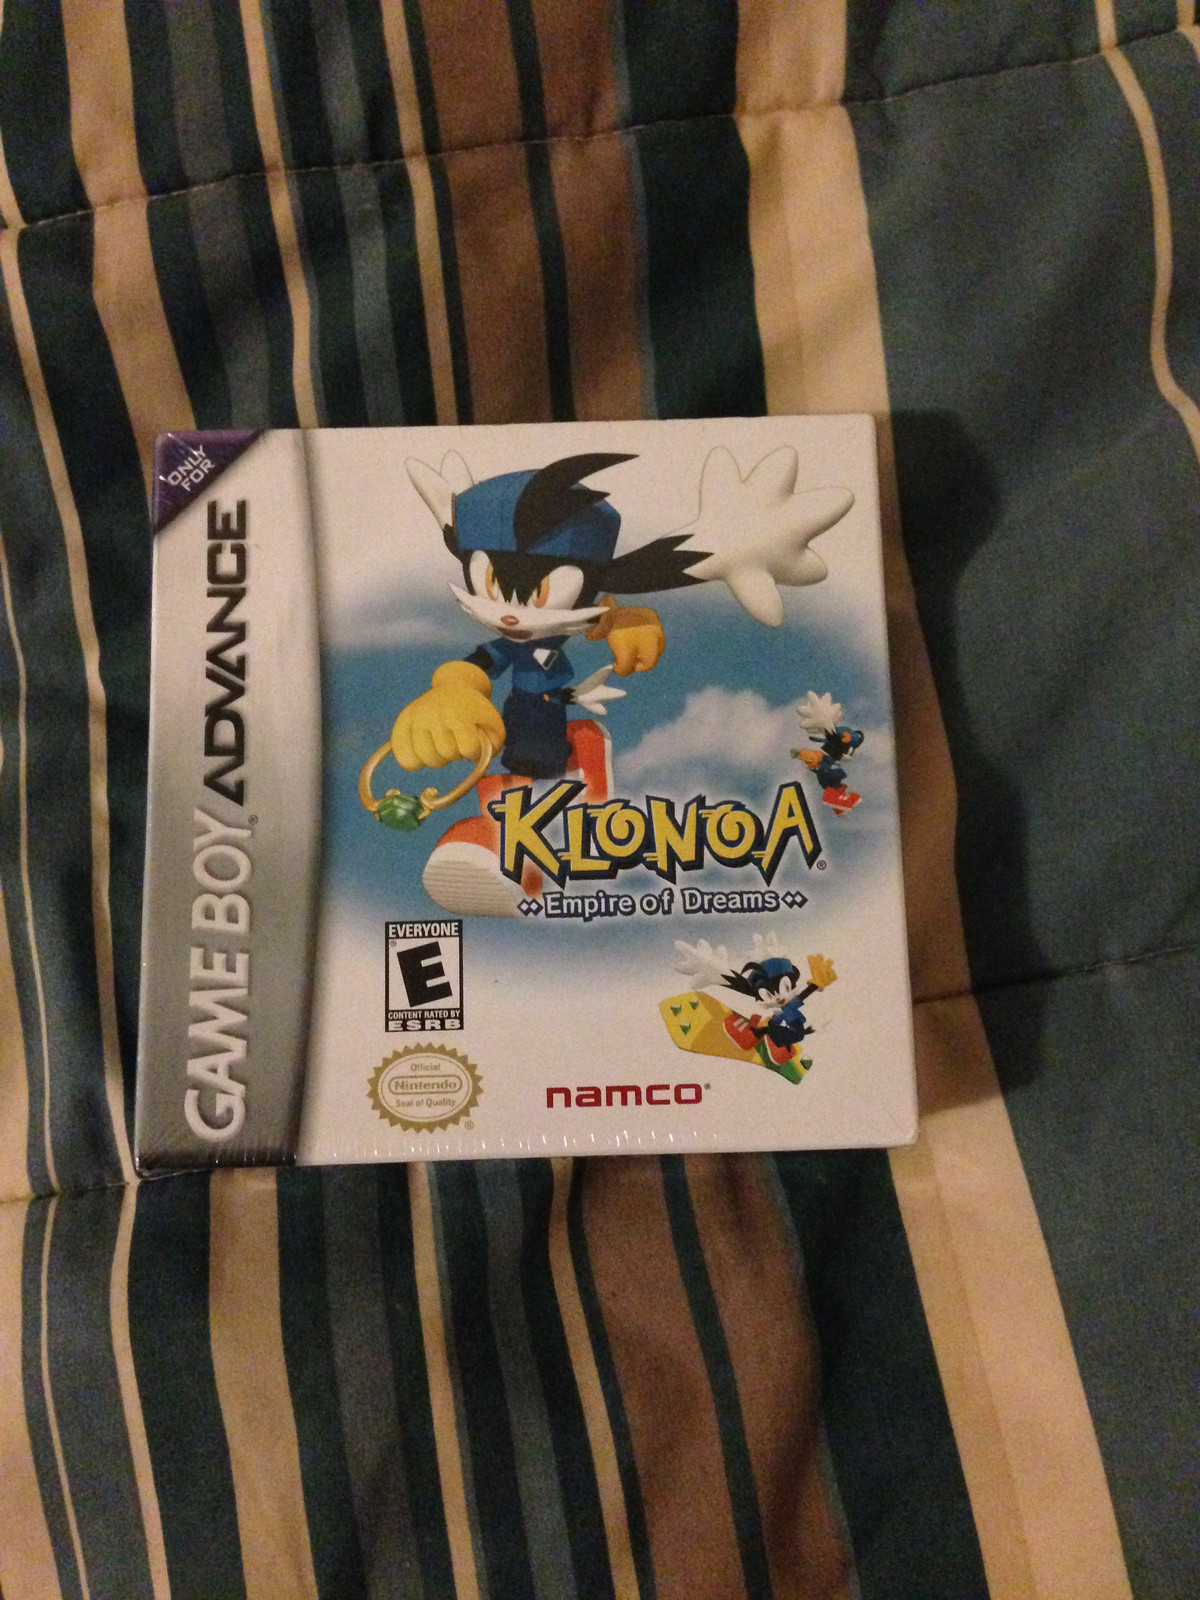 ONLY
FOR
GAME BOY® ADVANCE
KLONOA®
Empire of Dreams
EVERYONE
E
®
CONTENT RATED BY
ESRB
Official
Nintendo
Seal of Quality
®
namco®